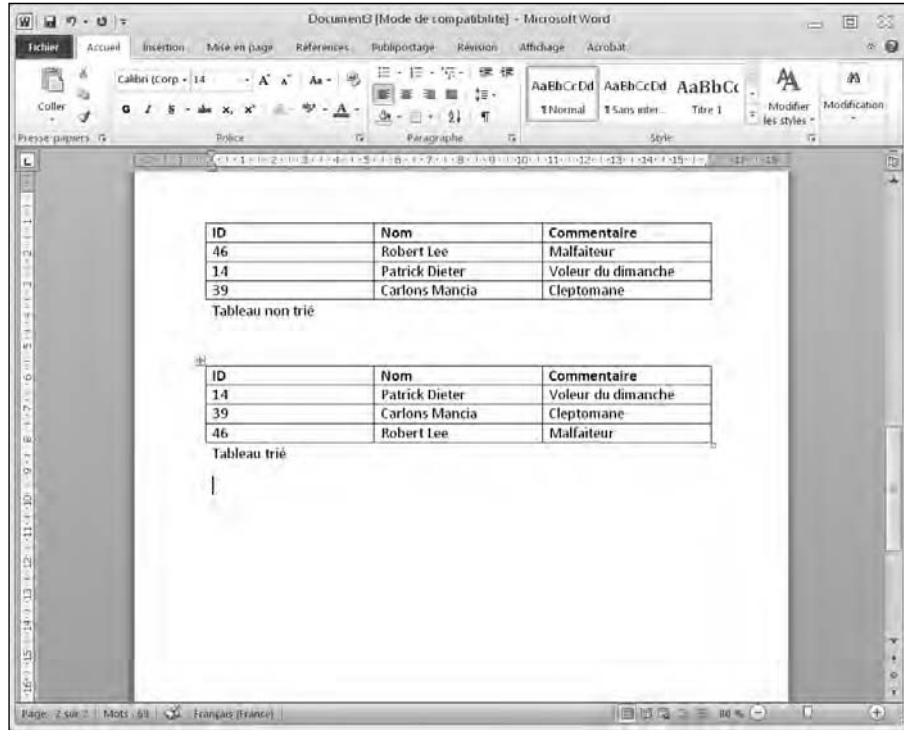 Document3 [Mode de compatibilité] - Microsoft Word
Fichier Accueil Insertion Mise en page Références Publipostage Révision Affichage Acrobat
Calibri (Corp 14
Coller
G I S abc x, x
AaBbCcDd AaBbCcDd AaBbCc
¶ Normal ¶ Sans inter... Titre 1
Modifier les styles
Modification
Presse-papiers Police Paragraphe Style
ID Nom Commentaire
46 Robert Lee Malfaiteur
14 Patrick Dieter Voleur du dimanche
39 Carlons Mancia Cleptomane
Tableau non trié
ID Nom Commentaire
14 Patrick Dieter Voleur du dimanche
39 Carlons Mancia Cleptomane
46 Robert Lee Malfaiteur
Tableau trié
Page : 2 sur 2 Mots : 69 Français (France) 80 %